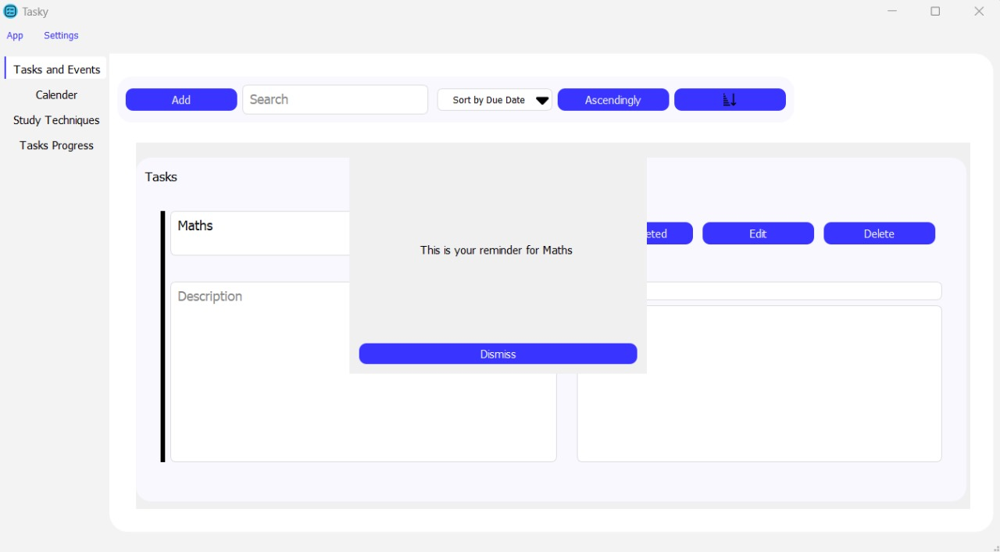 Tasky
App Settings
Tasks and Events
Calender
Study Techniques
Tasks Progress
Add Search Sort by Due Date Ascendingly
Tasks
Maths
eted Edit Delete
This is your reminder for Maths
Description
Dismiss